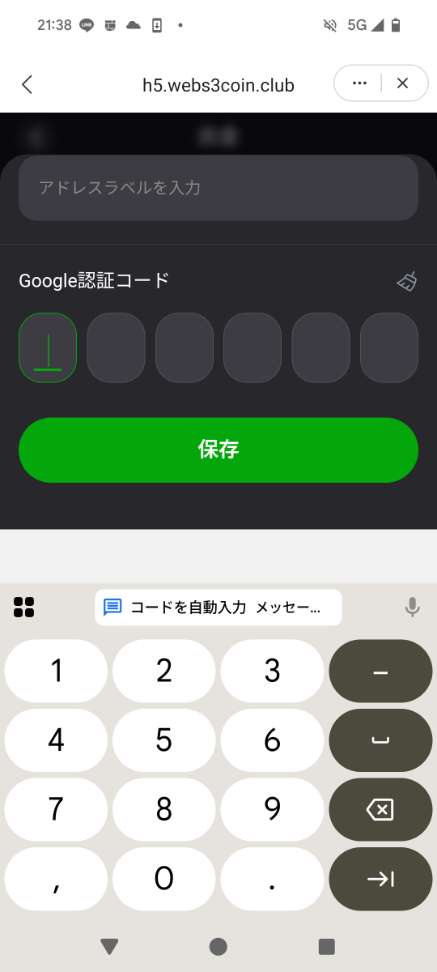 21:38
5G
h5.webs3coin.club
アドレスラベルを入力
Google認証コード
保存
コードを自動入力 メッセー...
1 2 3 –
4 5 6
7 8 9
, 0 .